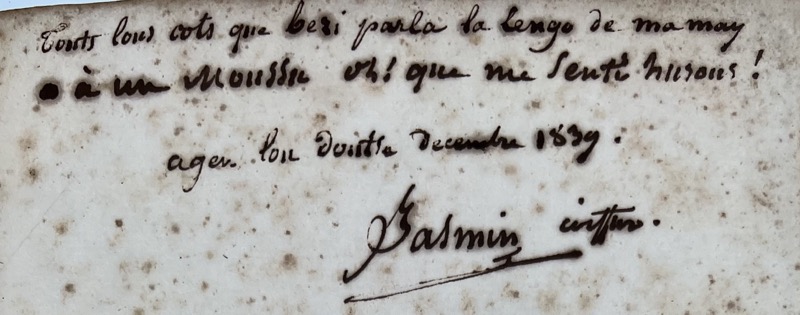 Touts lous cots que bezi parla la lengo de ma may
à un Moussu oh! que me senti hurous!
agen lou doutse decembre 1839.
Jasmin coiffur.